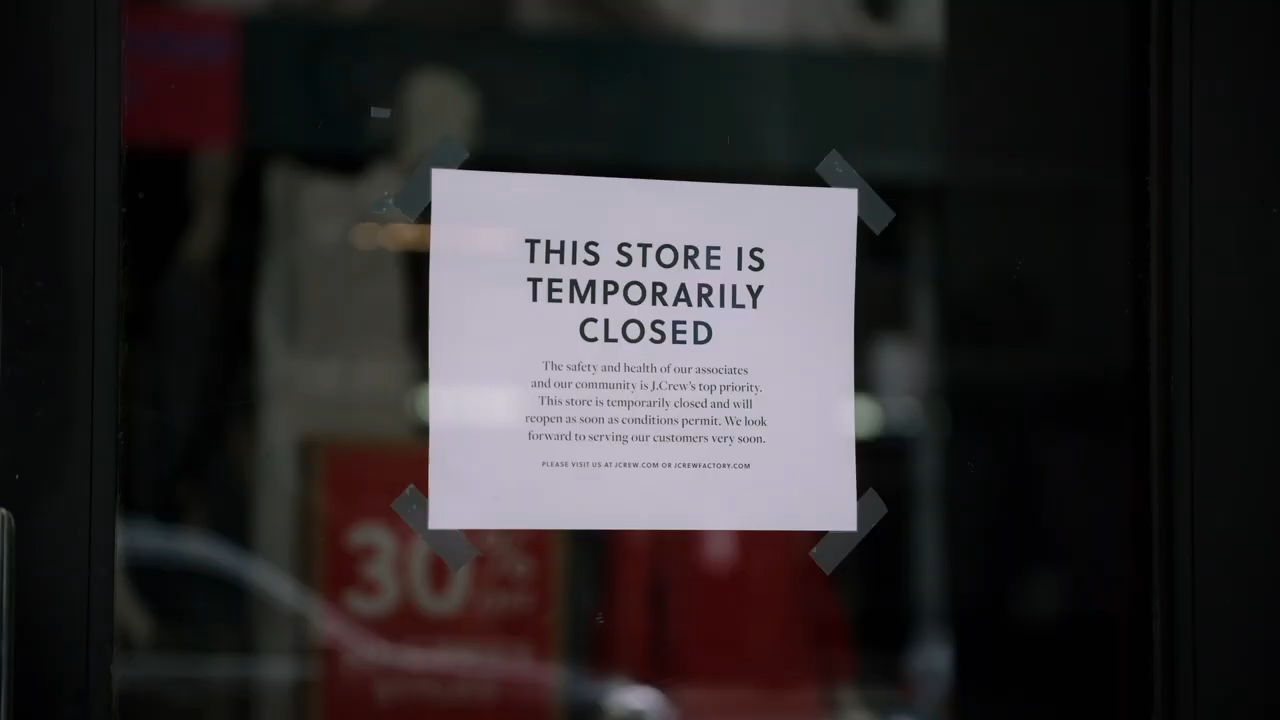 THIS STORE IS
TEMPORARILY
CLOSED
The safety and health of our associates
and our community is J.Crew's top priority.
This store is temporarily closed and will
reopen as soon as conditions permit. We look
forward to serving our customers very soon.
PLEASE VISIT US AT JCREW.COM OR JCREWFACTORY.COM
30%
OFF